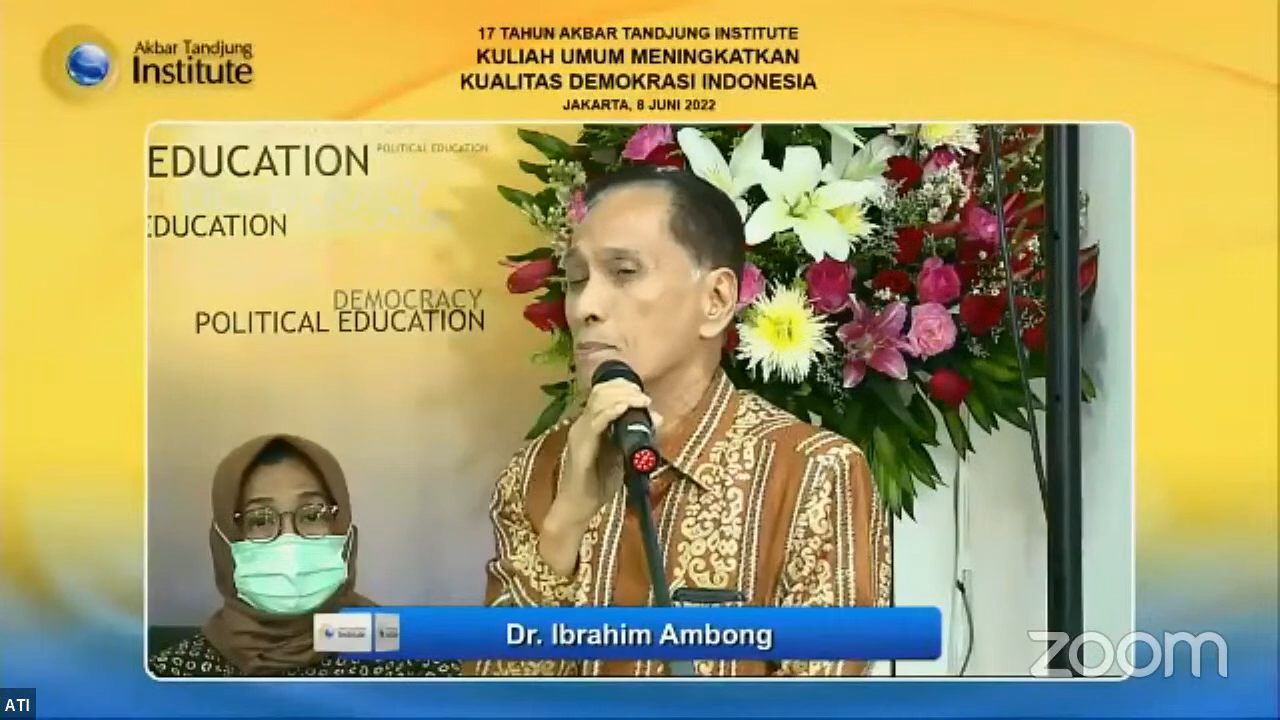 Akbar Tandjung
Institute
17 TAHUN AKBAR TANDJUNG INSTITUTE
KULIAH UMUM MENINGKATKAN
KUALITAS DEMOKRASI INDONESIA
JAKARTA, 8 JUNI 2022
EDUCATION
POLITICAL EDUCATION
EDUCATION
DEMOCRACY
POLITICAL EDUCATION
Institute
Dr. Ibrahim Ambong
zoom
ATI